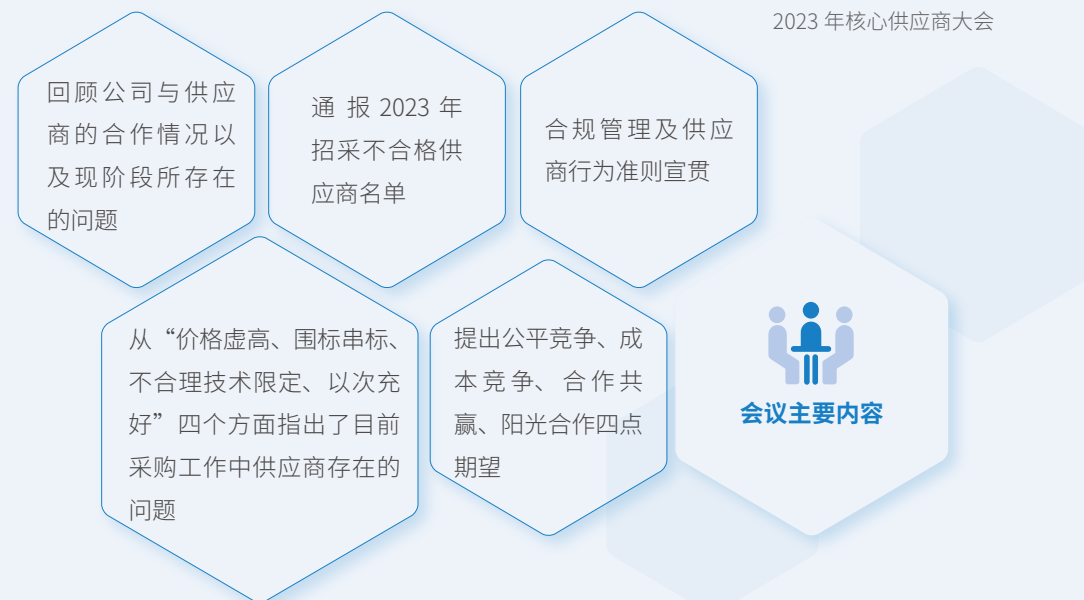 2023 年核心供应商大会
回顾公司与供应
商的合作情况以
及现阶段所存在
的问题
通 报 2023 年
招采不合格供
应商名单
合规管理及供应
商行为准则宣贯
从“价格虚高、围标串标、
不合理技术限定、以次充
好”四个方面指出了目前
采购工作中供应商存在的
问题
提出公平竞争、成
本竞争、合作共
赢、阳光合作四点
期望
会议主要内容